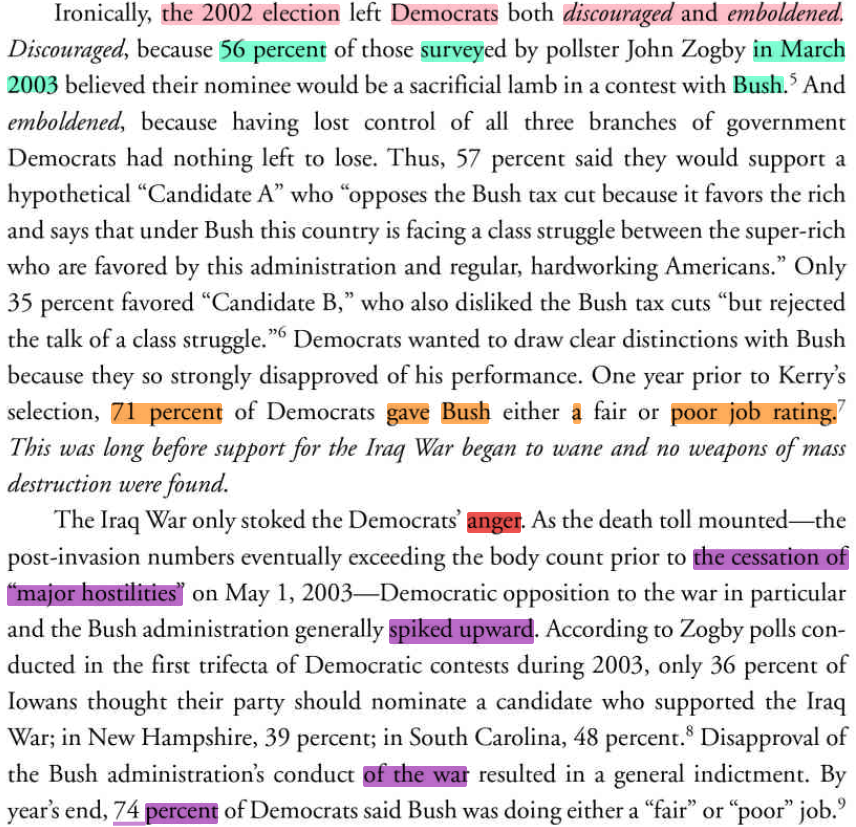 Ironically, the 2002 election left Democrats both discouraged and emboldened.
Discouraged, because 56 percent of those surveyed by pollster John Zogby in March
2003 believed their nominee would be a sacrificial lamb in a contest with Bush.5 And
emboldened, because having lost control of all three branches of government
Democrats had nothing left to lose. Thus, 57 percent said they would support a
hypothetical “Candidate A” who “opposes the Bush tax cut because it favors the rich
and says that under Bush this country is facing a class struggle between the super-rich
who are favored by this administration and regular, hardworking Americans.” Only
35 percent favored “Candidate B,” who also disliked the Bush tax cuts “but rejected
the talk of a class struggle.”6 Democrats wanted to draw clear distinctions with Bush
because they so strongly disapproved of his performance. One year prior to Kerry’s
selection, 71 percent of Democrats gave Bush either a fair or poor job rating.7
This was long before support for the Iraq War began to wane and no weapons of mass
destruction were found.
The Iraq War only stoked the Democrats’ anger. As the death toll mounted—the
post-invasion numbers eventually exceeding the body count prior to the cessation of
“major hostilities” on May 1, 2003—Democratic opposition to the war in particular
and the Bush administration generally spiked upward. According to Zogby polls con-
ducted in the first trifecta of Democratic contests during 2003, only 36 percent of
Iowans thought their party should nominate a candidate who supported the Iraq
War; in New Hampshire, 39 percent; in South Carolina, 48 percent.8 Disapproval of
the Bush administration’s conduct of the war resulted in a general indictment. By
year’s end, 74 percent of Democrats said Bush was doing either a “fair” or “poor” job.9